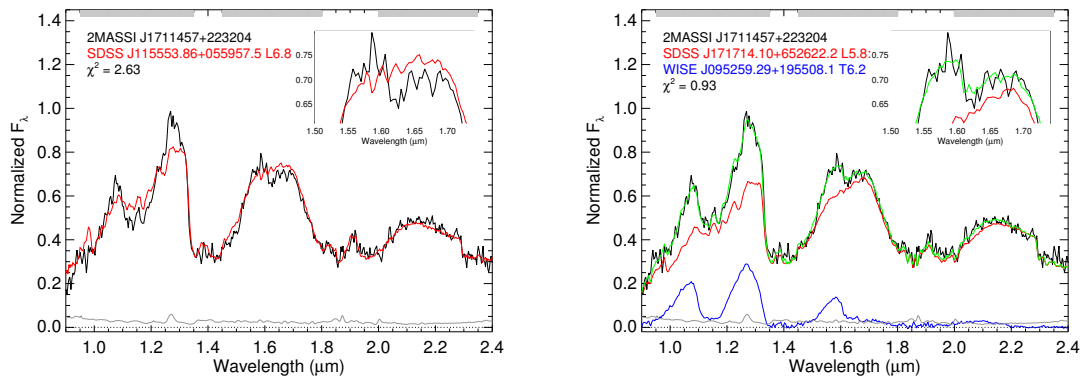 2MASSI J1711457+223204
SDSS J115553.86+055957.5 L6.8
χ² = 2.63
0.75
0.70
0.65
1.50 1.55 1.60 1.65 1.70
Wavelength (μm)
1.4
1.2
1.0
0.8
0.6
0.4
0.2
0.0
Normalized Fλ
1.0 1.2 1.4 1.6 1.8 2.0 2.2 2.4
Wavelength (μm)
2MASSI J1711457+223204
SDSS J171714.10+652622.2 L5.8
WISE J095259.29+195508.1 T6.2
χ² = 0.93
0.75
0.70
0.65
1.50 1.55 1.60 1.65 1.70
Wavelength (μm)
1.4
1.2
1.0
0.8
0.6
0.4
0.2
0.0
Normalized Fλ
1.0 1.2 1.4 1.6 1.8 2.0 2.2 2.4
Wavelength (μm)